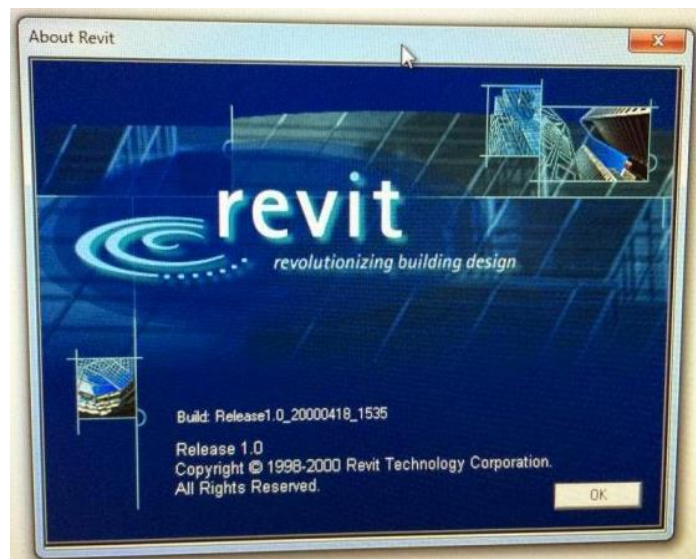 About Revit
revit
revolutionizing building design
Build: Release1.0_20000418_1535
Release 1.0
Copyright © 1998-2000 Revit Technology Corporation.
All Rights Reserved.
OK